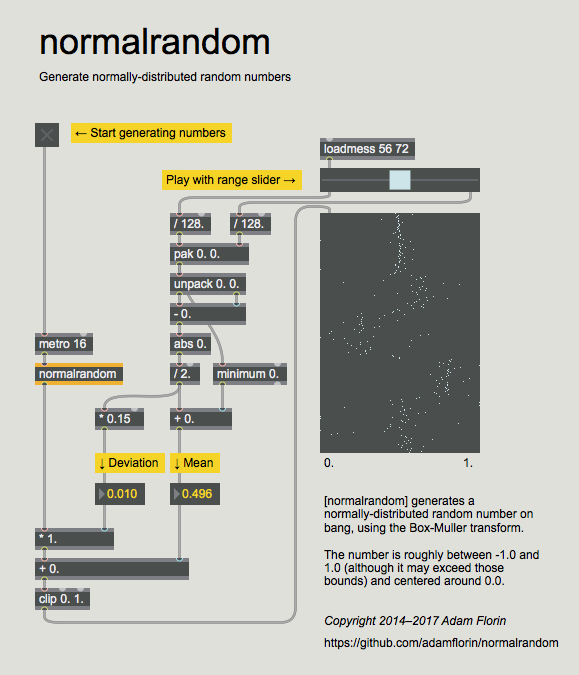 normalrandom
Generate normally-distributed random numbers
← Start generating numbers
loadmess 56 72
Play with range slider →
/ 128.
/ 128.
pak 0. 0.
unpack 0. 0.
- 0.
metro 16
abs 0.
normalrandom
/ 2.
minimum 0.
* 0.15
+ 0.
↓ Deviation
↓ Mean
0.010
0.496
* 1.
+ 0.
clip 0. 1.
0.
1.
[normalrandom] generates a
normally-distributed random number on
bang, using the Box-Muller transform.
The number is roughly between -1.0 and
1.0 (although it may exceed those
bounds) and centered around 0.0.
Copyright 2014–2017 Adam Florin
https://github.com/adamflorin/normalrandom